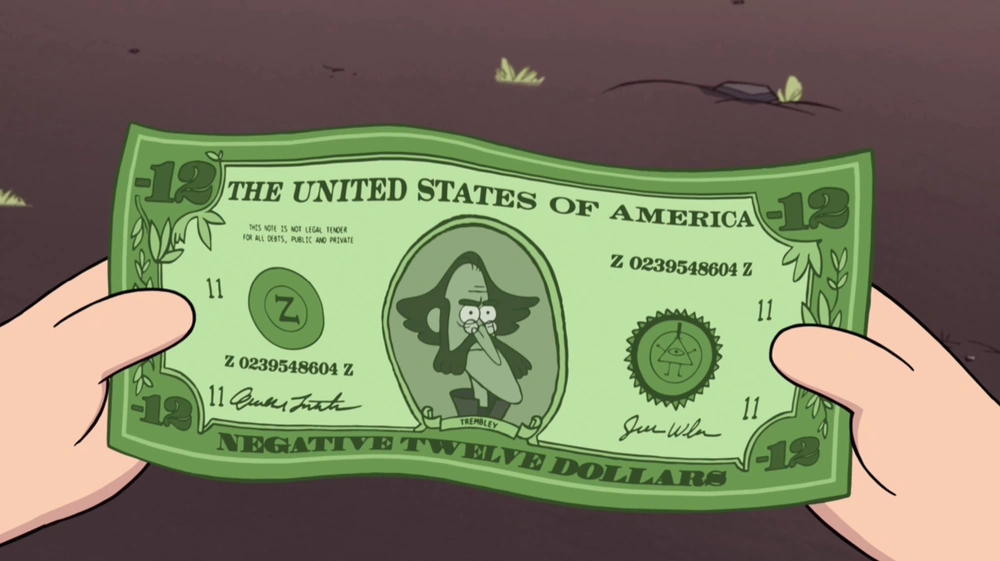 -12
-12
THE UNITED STATES OF AMERICA
THIS NOTE IS NOT LEGAL TENDER
FOR ALL DEBTS, PUBLIC AND PRIVATE
Z 0239548604 Z
11
11
Z
Z 0239548604 Z
11
11
TREMBLEY
-12
-12
NEGATIVE TWELVE DOLLARS